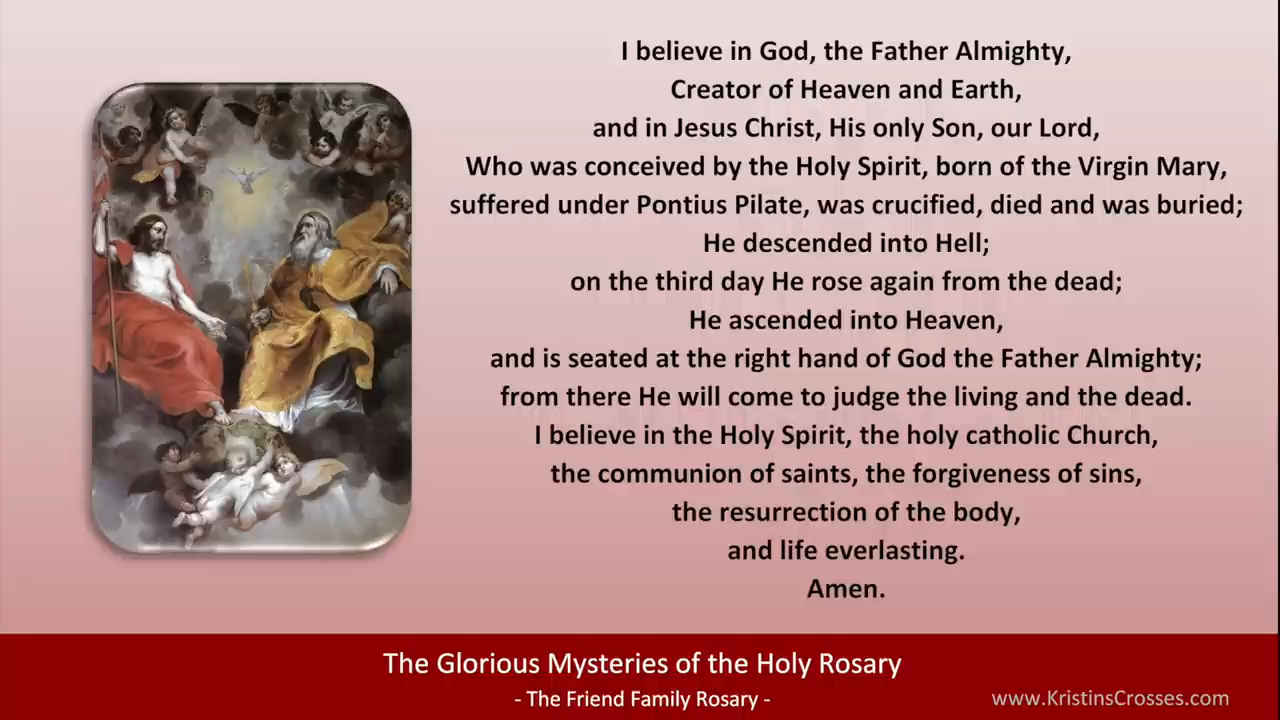 I believe in God, the Father Almighty,
Creator of Heaven and Earth,
and in Jesus Christ, His only Son, our Lord,
Who was conceived by the Holy Spirit, born of the Virgin Mary,
suffered under Pontius Pilate, was crucified, died and was buried;
He descended into Hell;
on the third day He rose again from the dead;
He ascended into Heaven,
and is seated at the right hand of God the Father Almighty;
from there He will come to judge the living and the dead.
I believe in the Holy Spirit, the holy catholic Church,
the communion of saints, the forgiveness of sins,
the resurrection of the body,
and life everlasting.
Amen.
The Glorious Mysteries of the Holy Rosary
- The Friend Family Rosary -
www.KristinsCrosses.com